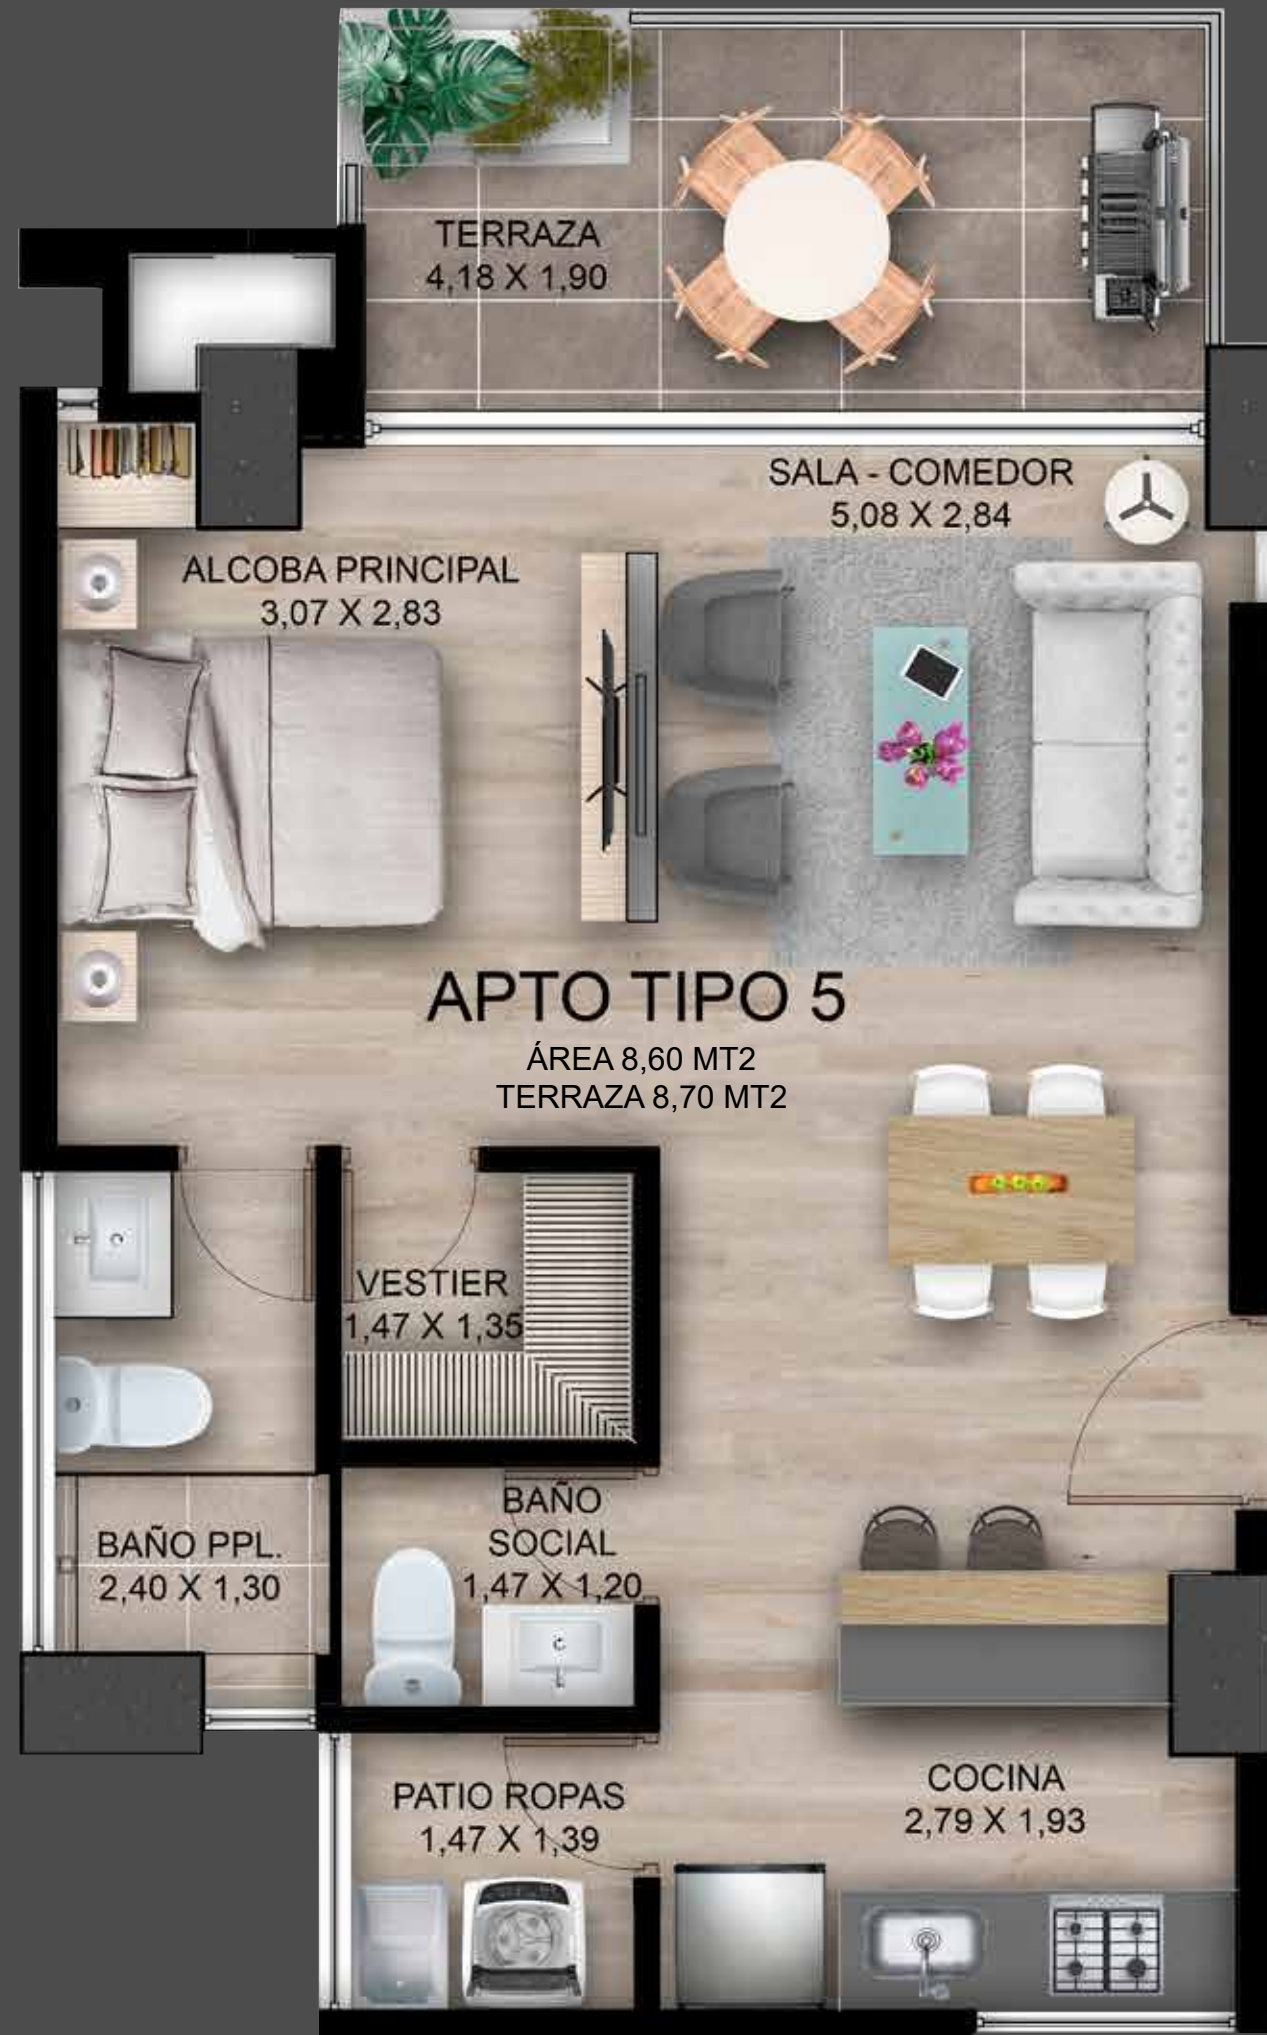 TERRAZA
4,18 X 1,90
SALA - COMEDOR
5,08 X 2,84
ALCOBA PRINCIPAL
3,07 X 2,83
APTO TIPO 5
ÁREA 8,60 MT2
TERRAZA 8,70 MT2
VESTIER
1,47 X 1,35
BAÑO
SOCIAL
1,47 X 1,20
BAÑO PPL.
2,40 X 1,30
PATIO ROPAS
1,47 X 1,39
COCINA
2,79 X 1,93